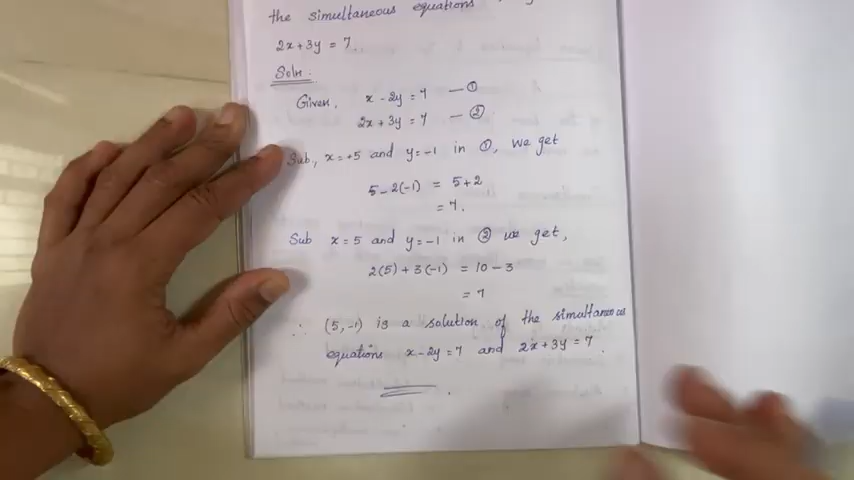 the simultaneous equations
2x+3y = 7.
Soln.
Given, x - 2y = 7 — ①
2x + 3y = 7 — ②
Sub, x = +5 and y = -1 in ①, we get
5 - 2(-1) = 5+2
= 7.
Sub x = 5 and y = -1 in ② we get,
2(5) + 3(-1) = 10 - 3
= 7
∴ (5, -1) is a solution of the simultaneous
equations x - 2y = 7 and 2x + 3y = 7.